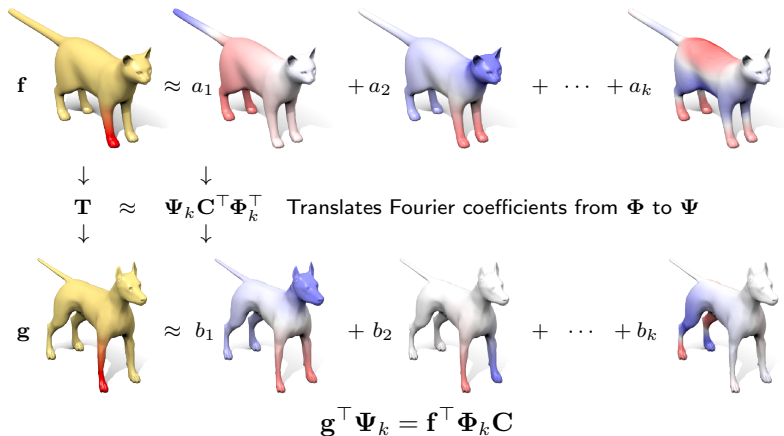 f ≈ a₁ + a₂ + ⋯ + aₖ
↓ ↓
T ≈ ΨₖC⊤Φₖ⊤ Translates Fourier coefficients from Φ to Ψ
↓ ↓
g ≈ b₁ + b₂ + ⋯ + bₖ
g⊤Ψₖ = f⊤ΦₖC